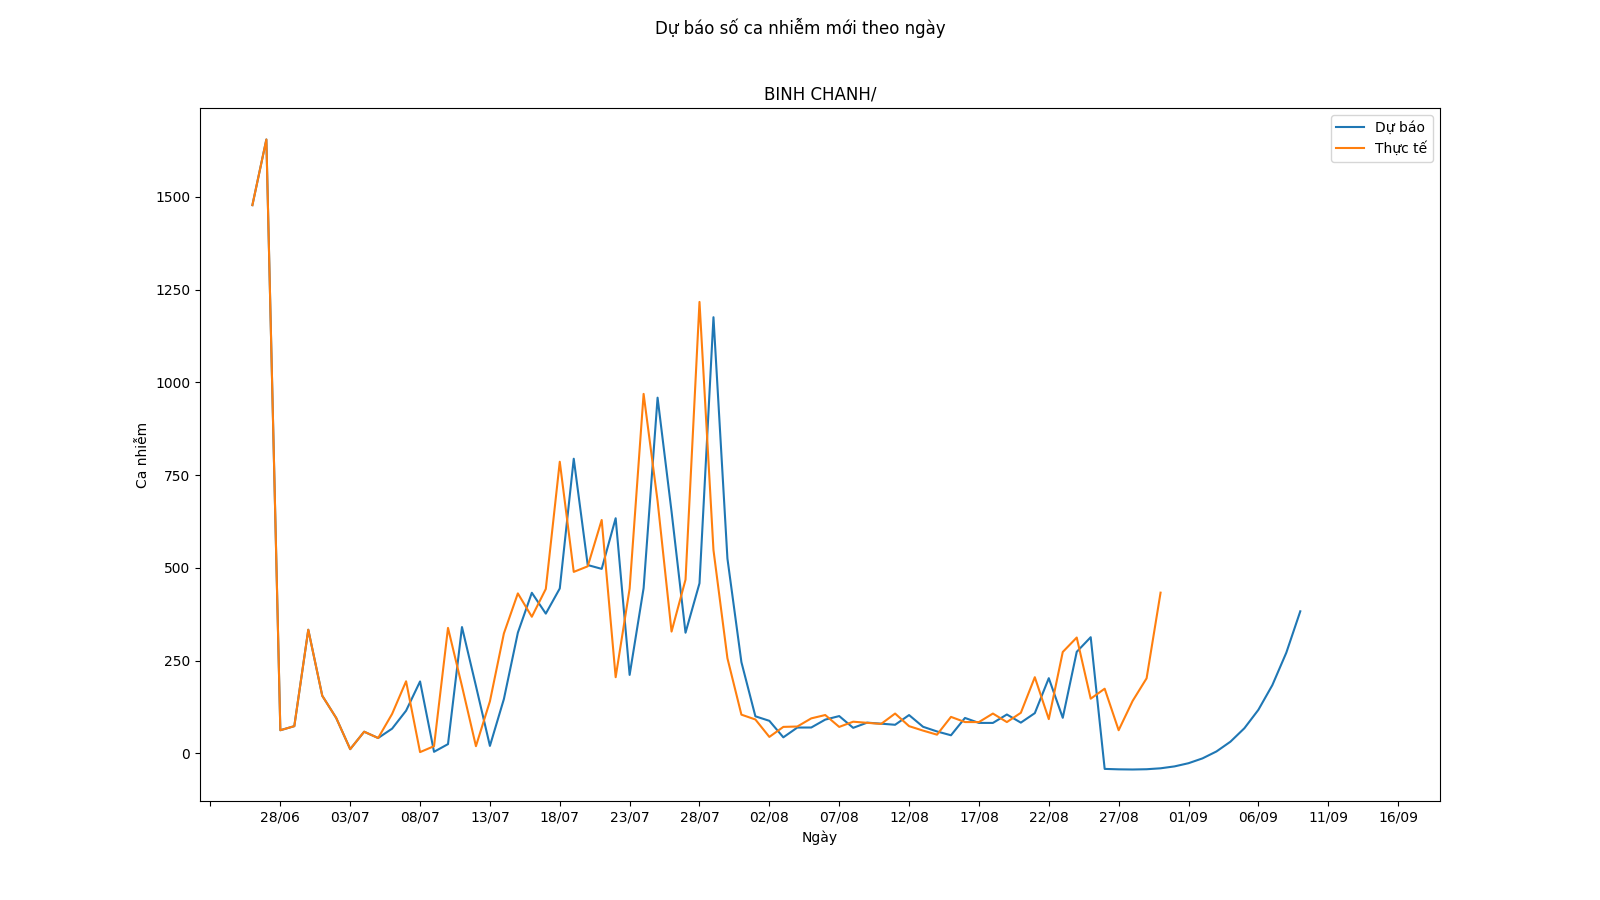 Dự báo số ca nhiễm mới theo ngày
BINH CHANH/
Dự báo
Thực tế
Ca nhiễm
1500
1250
1000
750
500
250
0
28/06 03/07 08/07 13/07 18/07 23/07 28/07 02/08 07/08 12/08 17/08 22/08 27/08 01/09 06/09 11/09 16/09
Ngày